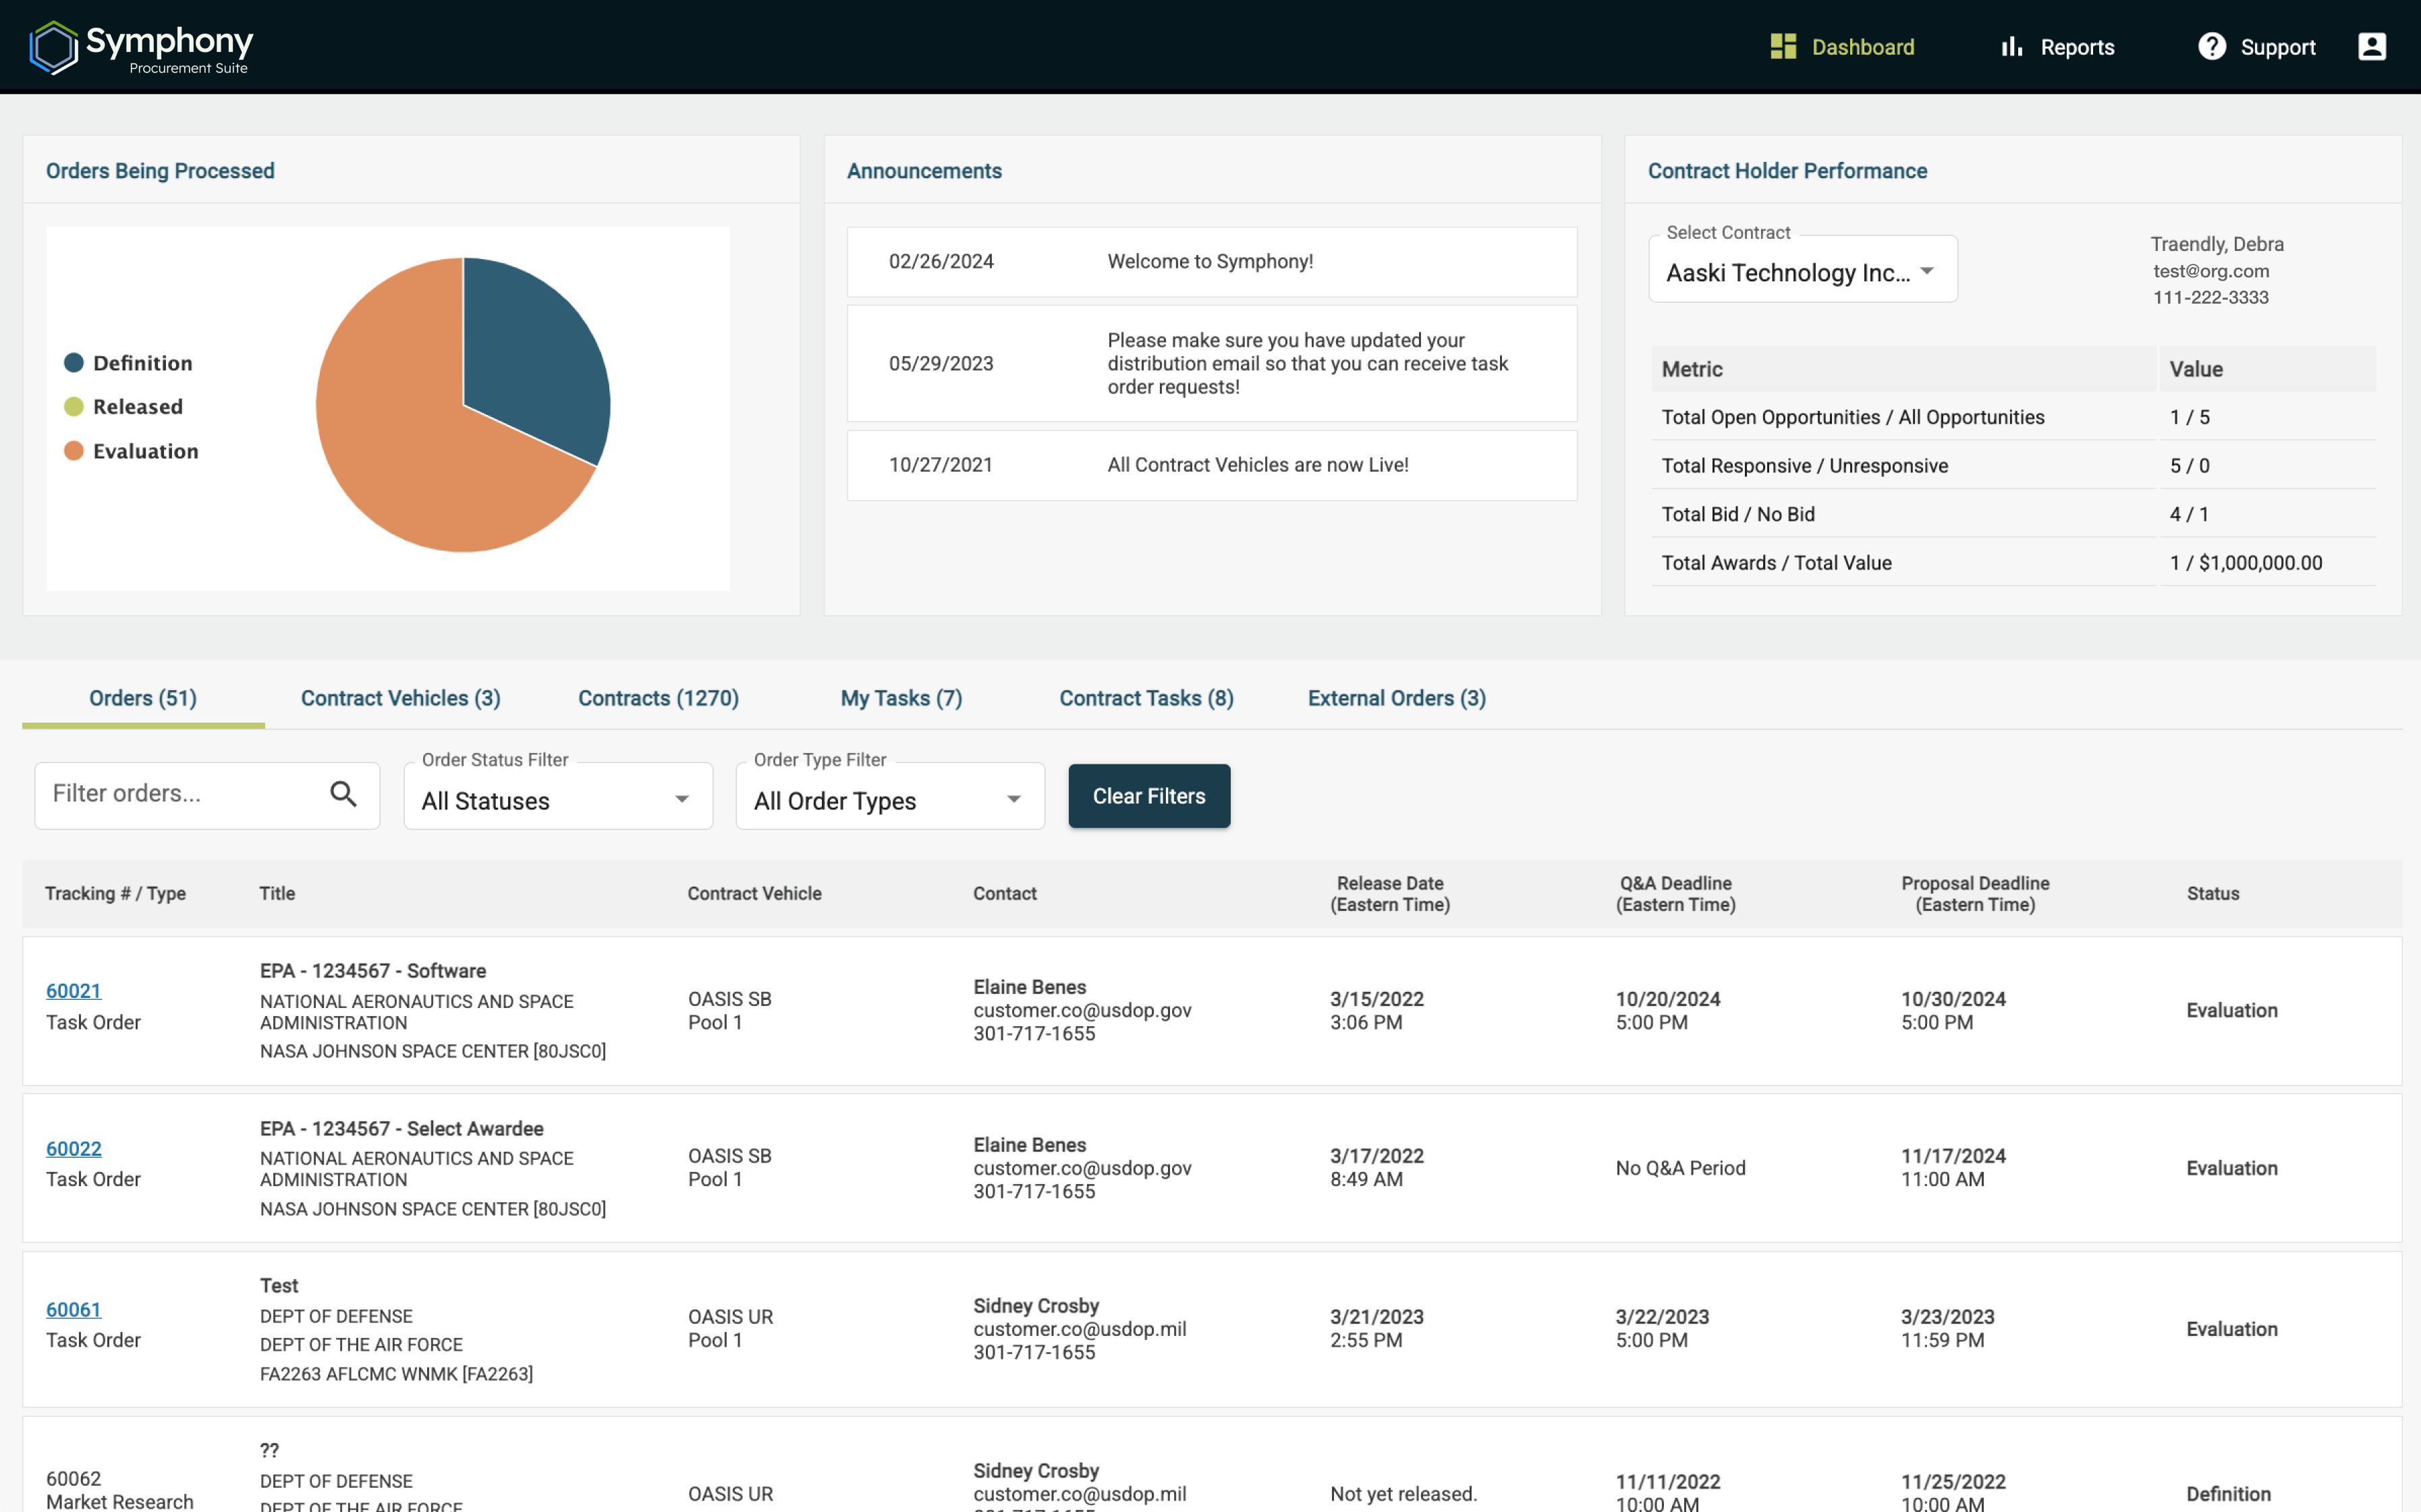 Symphony
Procurement Suite
Dashboard
Reports
Support
Orders Being Processed
Definition
Released
Evaluation
Announcements
02/26/2024 Welcome to Symphony!
05/29/2023 Please make sure you have updated your
distribution email so that you can receive task
order requests!
10/27/2021 All Contract Vehicles are now Live!
Contract Holder Performance
Select Contract
Aaski Technology Inc...
Traendly, Debra
test@org.com
111-222-3333
Metric Value
Total Open Opportunities / All Opportunities 1 / 5
Total Responsive / Unresponsive 5 / 0
Total Bid / No Bid 4 / 1
Total Awards / Total Value 1 / $1,000,000.00
Orders (51) Contract Vehicles (3) Contracts (1270) My Tasks (7) Contract Tasks (8) External Orders (3)
Filter orders...
Order Status Filter
All Statuses
Order Type Filter
All Order Types
Clear Filters
Tracking # / Type
Title
Contract Vehicle
Contact
Release Date
(Eastern Time)
Q&A Deadline
(Eastern Time)
Proposal Deadline
(Eastern Time)
Status
60021
Task Order
EPA - 1234567 - Software
NATIONAL AERONAUTICS AND SPACE
ADMINISTRATION
NASA JOHNSON SPACE CENTER [80JSC0]
OASIS SB
Pool 1
Elaine Benes
customer.co@usdop.gov
301-717-1655
3/15/2022
3:06 PM
10/20/2024
5:00 PM
10/30/2024
5:00 PM
Evaluation
60022
Task Order
EPA - 1234567 - Select Awardee
NATIONAL AERONAUTICS AND SPACE
ADMINISTRATION
NASA JOHNSON SPACE CENTER [80JSC0]
OASIS SB
Pool 1
Elaine Benes
customer.co@usdop.gov
301-717-1655
3/17/2022
8:49 AM
No Q&A Period
11/17/2024
11:00 AM
Evaluation
60061
Task Order
Test
DEPT OF DEFENSE
DEPT OF THE AIR FORCE
FA2263 AFLCMC WNMK [FA2263]
OASIS UR
Pool 1
Sidney Crosby
customer.co@usdop.mil
301-717-1655
3/21/2023
2:55 PM
3/22/2023
5:00 PM
3/23/2023
11:59 PM
Evaluation
60062
Market Research
??
DEPT OF DEFENSE
DEPT OF THE AIR FORCE
OASIS UR
Sidney Crosby
customer.co@usdop.mil
301-717-1655
Not yet released.
11/11/2022
10:00 AM
11/25/2022
10:00 AM
Definition